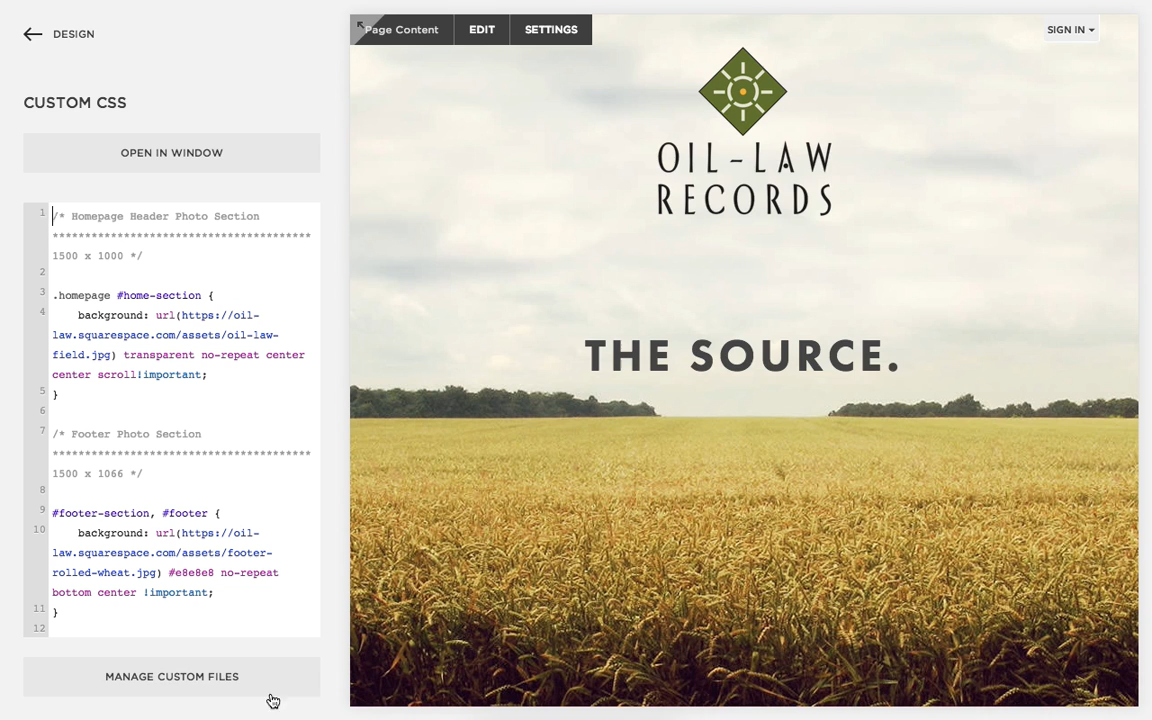 DESIGN
CUSTOM CSS
OPEN IN WINDOW
1 /* Homepage Header Photo Section
****************************************
1500 x 1000 */
2
3 .homepage #home-section {
4 background: url(https://oil-
law.squarespace.com/assets/oil-law-
field.jpg) transparent no-repeat center
center scroll!important;
5 }
6
7 /* Footer Photo Section
****************************************
1500 x 1066 */
8
9 #footer-section, #footer {
10 background: url(https://oil-
law.squarespace.com/assets/footer-
rolled-wheat.jpg) #e8e8e8 no-repeat
bottom center !important;
11 }
12
MANAGE CUSTOM FILES
Page Content EDIT SETTINGS
SIGN IN
OIL-LAW
RECORDS
THE SOURCE.